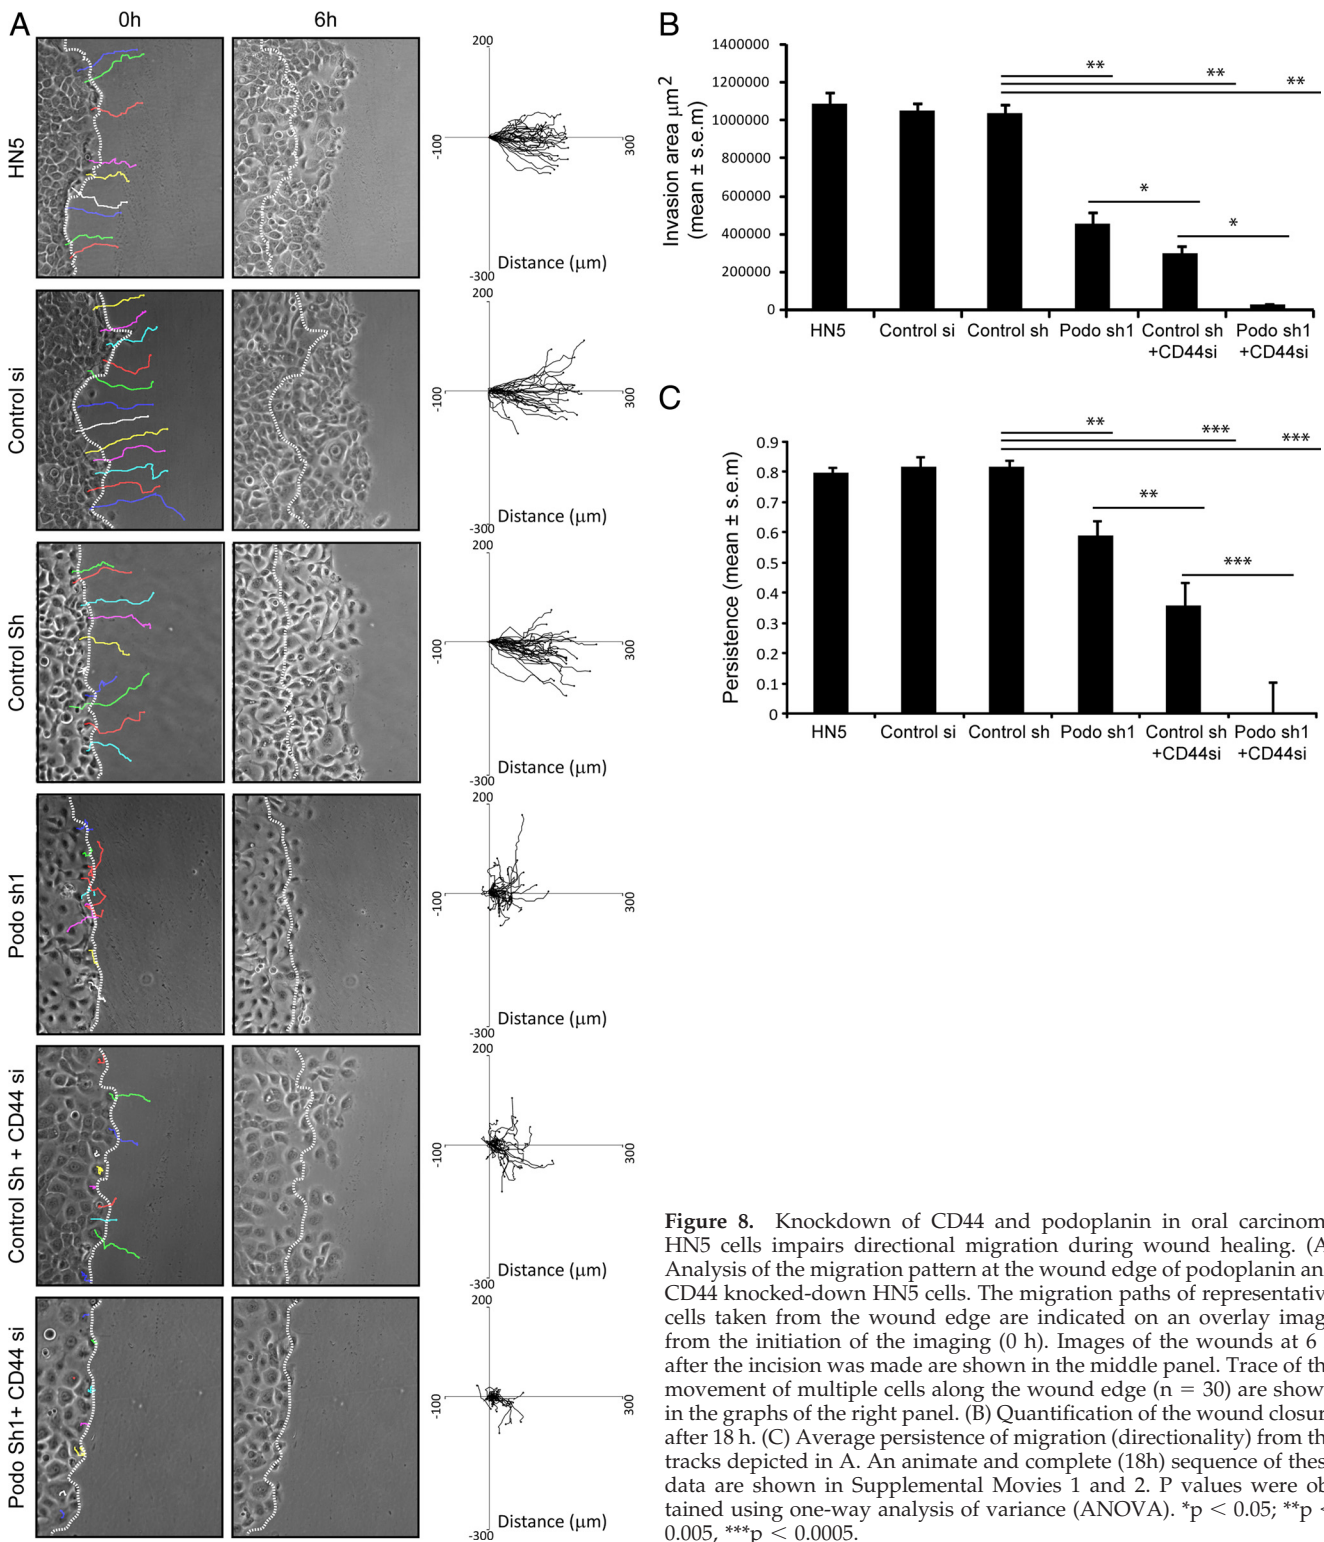 A
0h
6h
HN5
200
-100
300
-300
Distance (μm)
Control si
200
-100
300
-300
Distance (μm)
Control Sh
200
-100
300
-300
Distance (μm)
Podo sh1
200
-100
300
-300
Distance (μm)
Control Sh + CD44 si
200
-100
300
-300
Distance (μm)
Podo Sh1+ CD44 si
200
-100
300
-300
Distance (μm)
B
Invasion area μm²
(mean ± s.e.m)
1400000
1200000
1000000
800000
600000
400000
200000
0
**
**
**
*
*
HN5
Control si
Control sh
Podo sh1
Control sh
+CD44si
Podo sh1
+CD44si
C
Persistence (mean ± s.e.m)
0.9
0.8
0.7
0.6
0.5
0.4
0.3
0.2
0.1
0
**
***
***
**
***
HN5
Control si
Control sh
Podo sh1
Control sh
+CD44si
Podo sh1
+CD44si
Figure 8. Knockdown of CD44 and podoplanin in oral carcinom
HN5 cells impairs directional migration during wound healing. (A
Analysis of the migration pattern at the wound edge of podoplanin an
CD44 knocked-down HN5 cells. The migration paths of representativ
cells taken from the wound edge are indicated on an overlay imag
from the initiation of the imaging (0 h). Images of the wounds at 6
after the incision was made are shown in the middle panel. Trace of th
movement of multiple cells along the wound edge (n = 30) are show
in the graphs of the right panel. (B) Quantification of the wound closur
after 18 h. (C) Average persistence of migration (directionality) from th
tracks depicted in A. An animate and complete (18h) sequence of thes
data are shown in Supplemental Movies 1 and 2. P values were ob
tained using one-way analysis of variance (ANOVA). *p < 0.05; **p <
0.005, ***p < 0.0005.